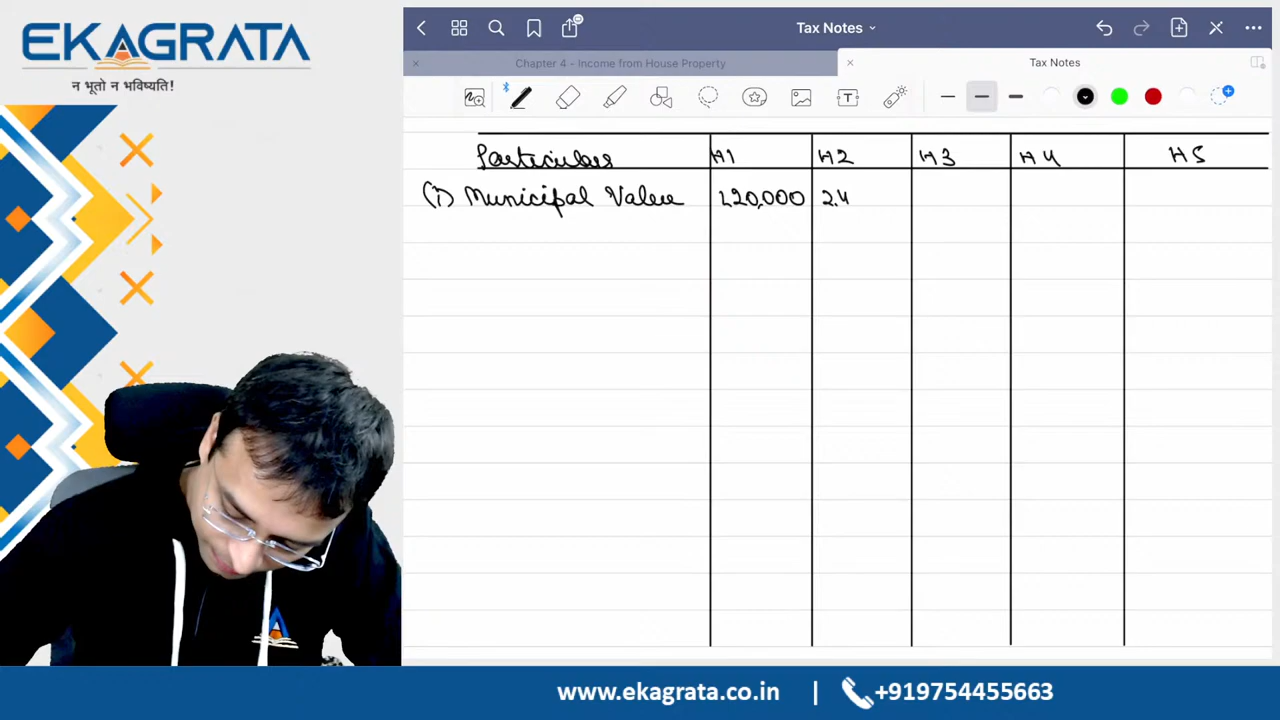 EKAGRATA
न भूतो न भविष्यति!
Tax Notes
Chapter 4 - Income from House Property
Tax Notes
Particulars H1 H2 H3 H4 H5
(i) Municipal Value 1,20,000 2,4
www.ekagrata.co.in | +919754455663